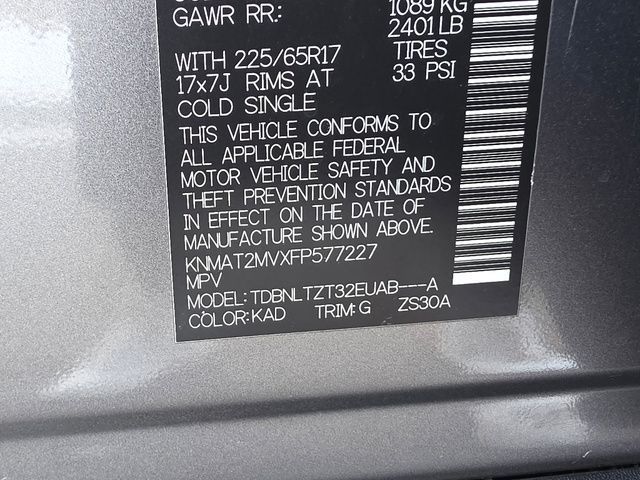 GAWR RR: 1089 KG
2401 LB
WITH 225/65R17 TIRES
17x7J RIMS AT 33 PSI
COLD SINGLE
THIS VEHICLE CONFORMS TO
ALL APPLICABLE FEDERAL
MOTOR VEHICLE SAFETY AND
THEFT PREVENTION STANDARDS
IN EFFECT ON THE DATE OF
MANUFACTURE SHOWN ABOVE.
KNMAT2MVXFP577227
MPV
MODEL:TDBNLTZT32EUAB---A
COLOR:KAD TRIM:G ZS30A